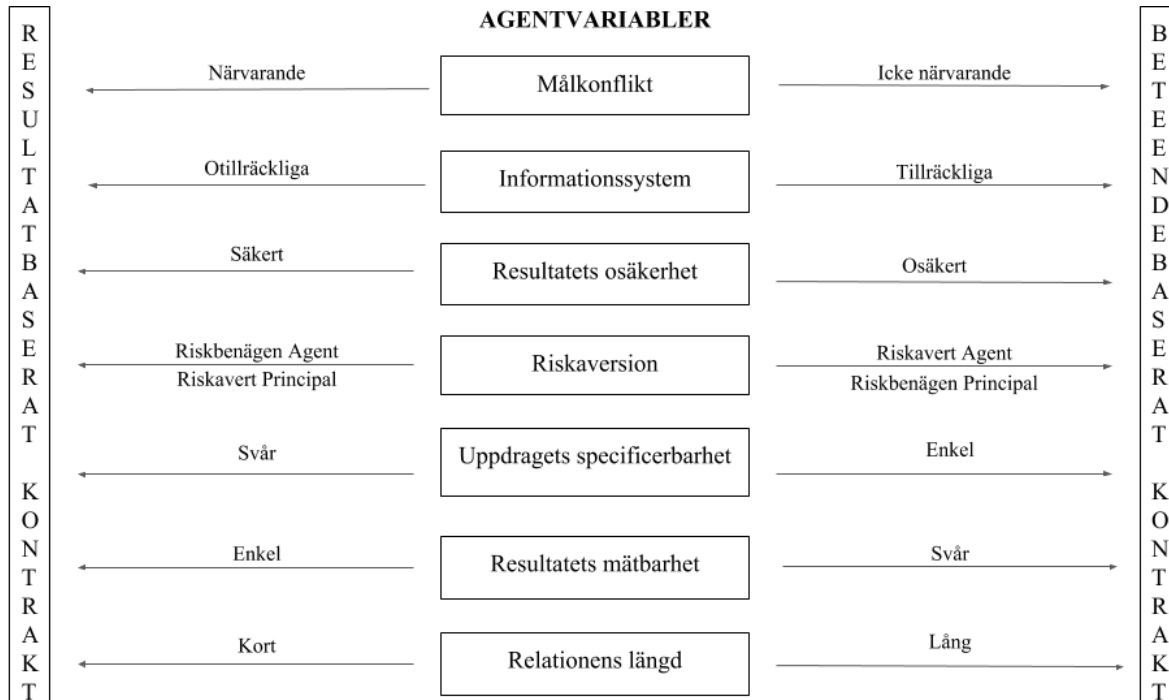 AGENTVARIABLER
RESULTATBASERAT KONTRAKT
BETEENDEBASERAT KONTRAKT
Närvarande
Målkonflikt
Icke närvarande
Otillräckliga
Informationssystem
Tillräckliga
Säkert
Resultatets osäkerhet
Osäkert
Riskbenägen Agent
Riskavert Principal
Riskaversion
Riskavert Agent
Riskbenägen Principal
Svår
Uppdragets specificerbarhet
Enkel
Enkel
Resultatets mätbarhet
Svår
Kort
Relationens längd
Lång